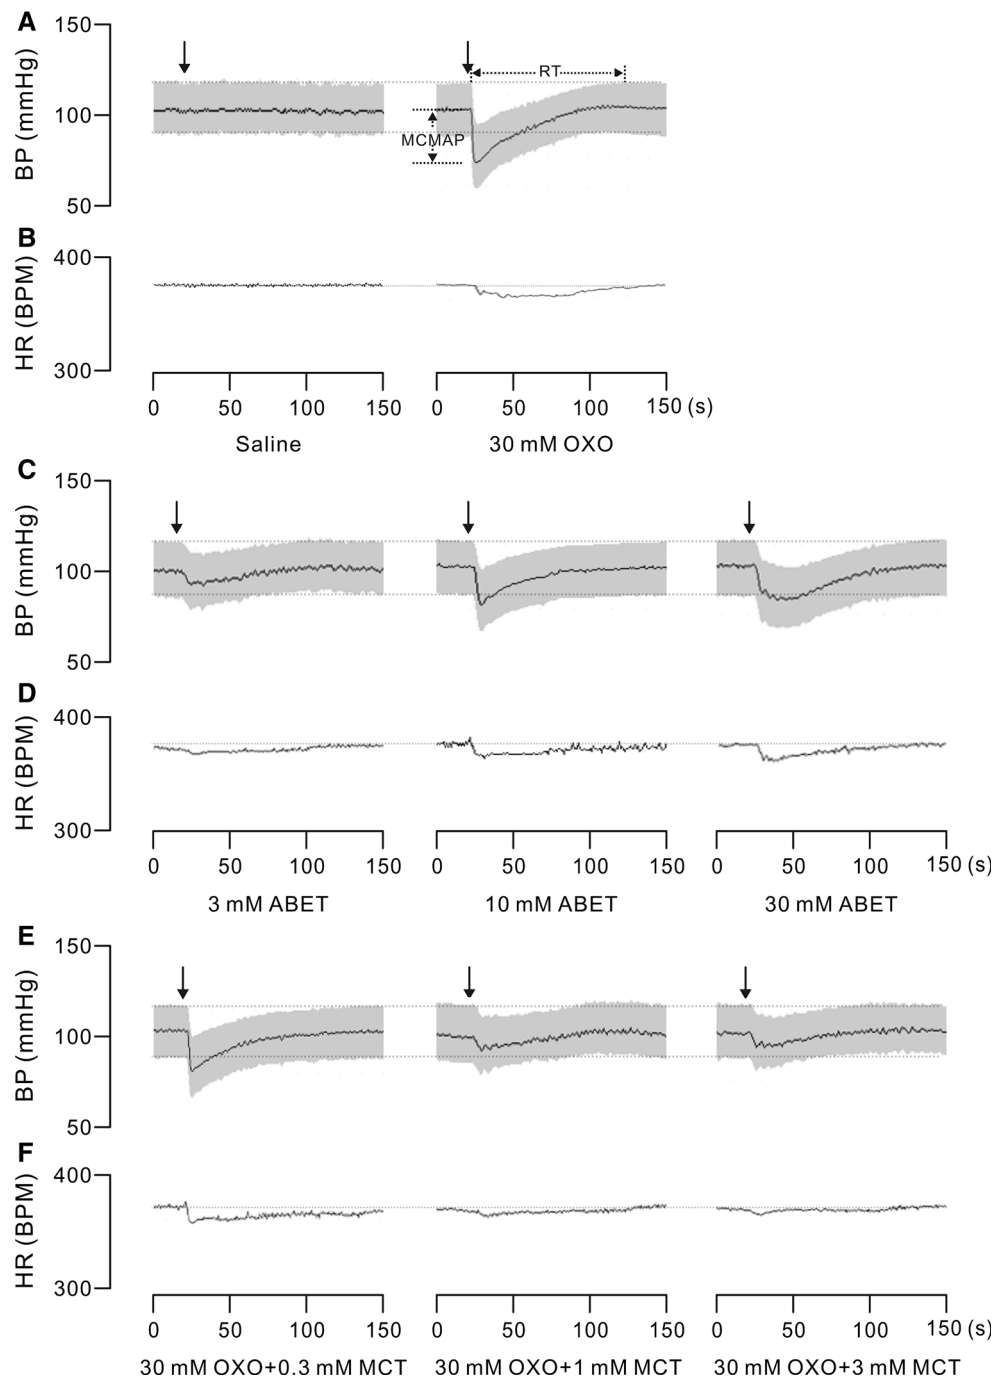 A
150
BP (mmHg)
100
50
RT
MCMAP
B
400
HR (BPM)
300
0 50 100 150 0 50 100 150 (s)
Saline 30 mM OXO
C
150
BP (mmHg)
100
50
D
400
HR (BPM)
300
0 50 100 150 0 50 100 150 0 50 100 150 (s)
3 mM ABET 10 mM ABET 30 mM ABET
E
150
BP (mmHg)
100
50
F
400
HR (BPM)
300
0 50 100 150 0 50 100 150 0 50 100 150 (s)
30 mM OXO+0.3 mM MCT 30 mM OXO+1 mM MCT 30 mM OXO+3 mM MCT